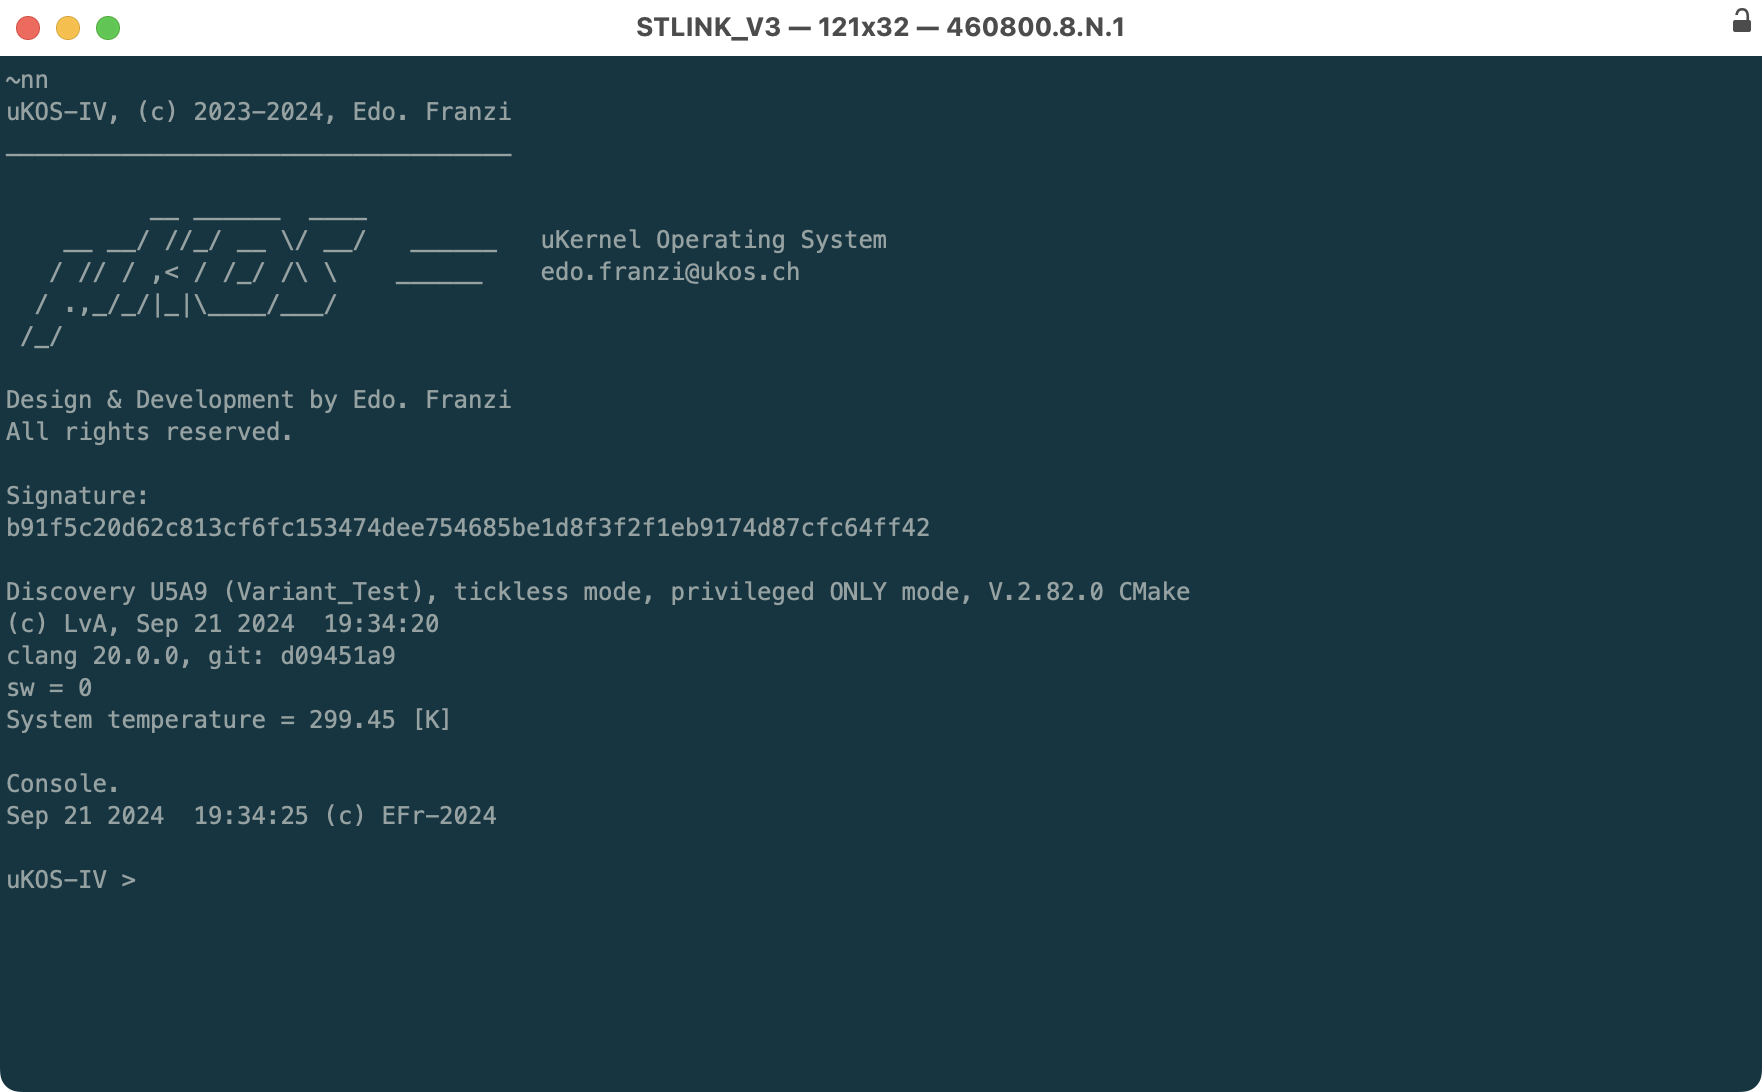 STLINK_V3 — 121x32 — 460800.8.N.1
~nn
uKOS-IV, (c) 2023-2024, Edo. Franzi
___________________________________
          __ ______  ____
    __ __/ //_/ __ \/ __/   ______   uKernel Operating System
   / // / ,< / /_/ /\ \    ______    edo.franzi@ukos.ch
  / .,_/_/|_|\____/___/
 /_/
Design & Development by Edo. Franzi
All rights reserved.
Signature:
b91f5c20d62c813cf6fc153474dee754685be1d8f3f2f1eb9174d87cfc64ff42
Discovery U5A9 (Variant_Test), tickless mode, privileged ONLY mode, V.2.82.0 CMake
(c) LvA, Sep 21 2024  19:34:20
clang 20.0.0, git: d09451a9
sw = 0
System temperature = 299.45 [K]
Console.
Sep 21 2024  19:34:25 (c) EFr-2024
uKOS-IV >